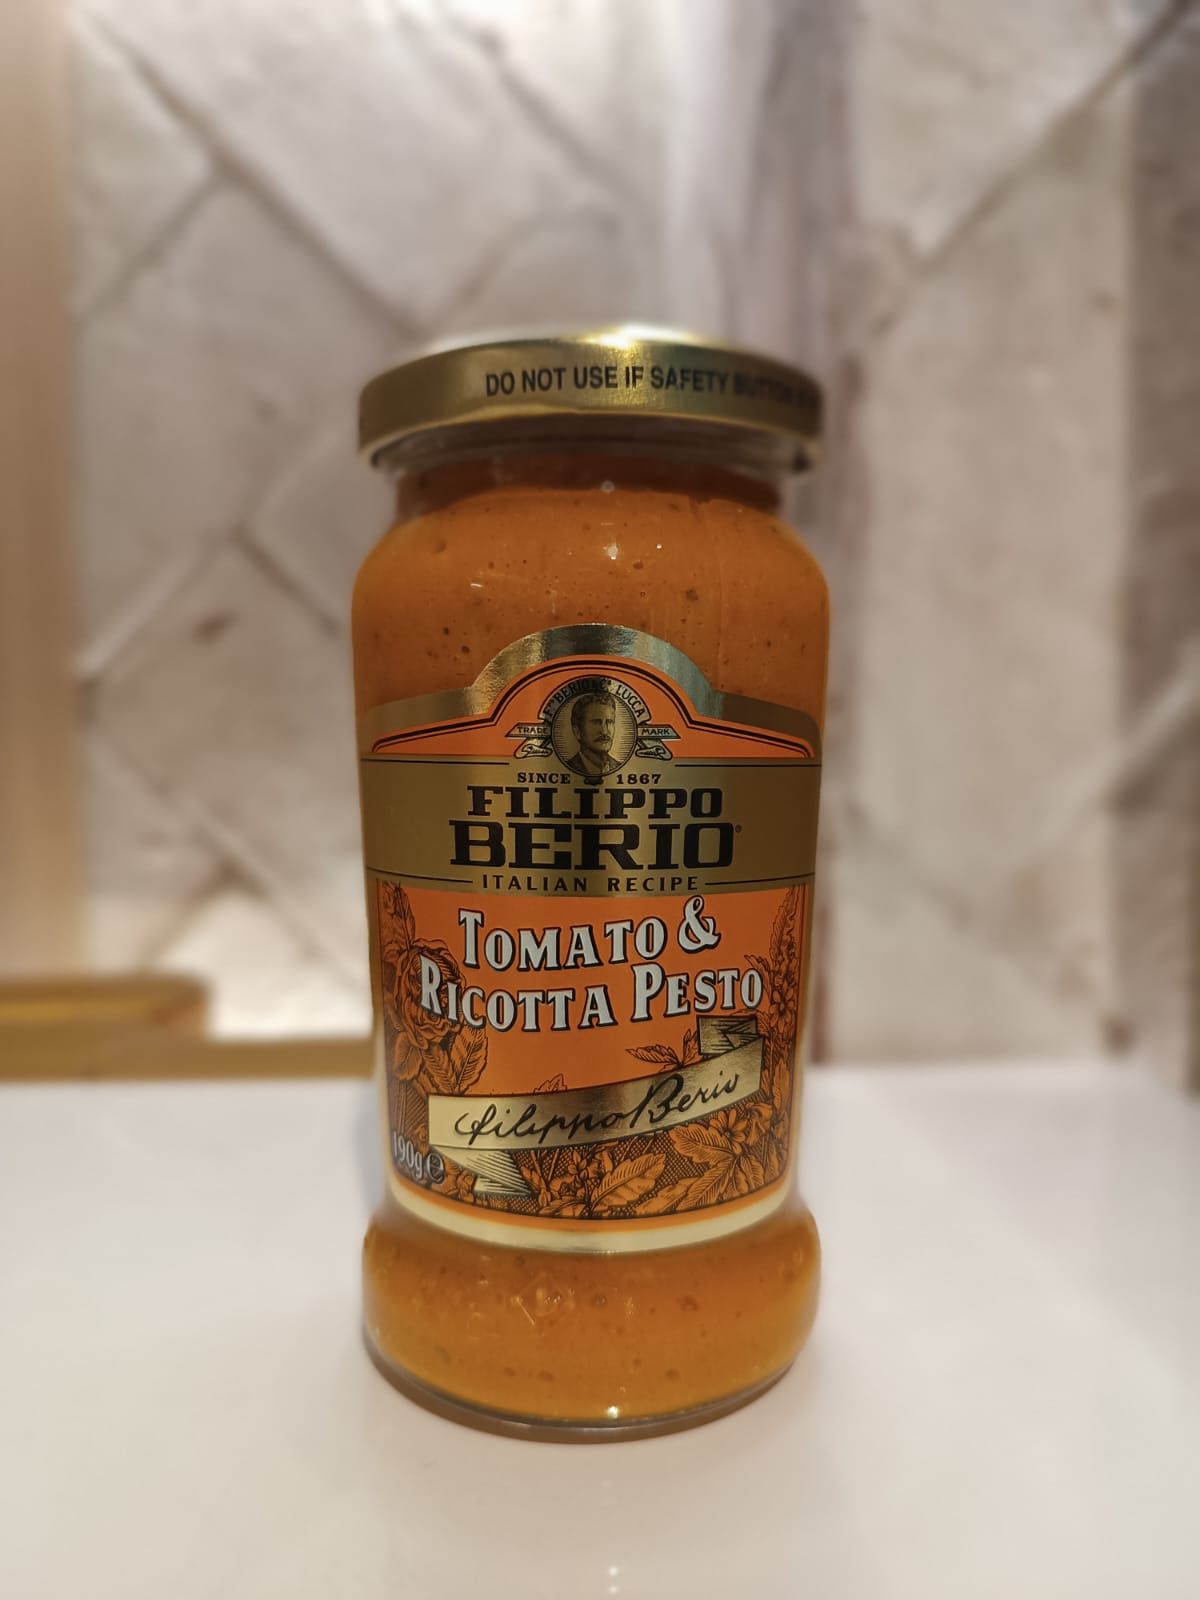 DO NOT USE IF SAFETY BUTTON
F.LLI BERIO & C. LUCCA
TRADE MARK
SINCE 1867
FILIPPO
BERIO®
ITALIAN RECIPE
TOMATO &
RICOTTA PESTO
Filippo Berio
190g ℮